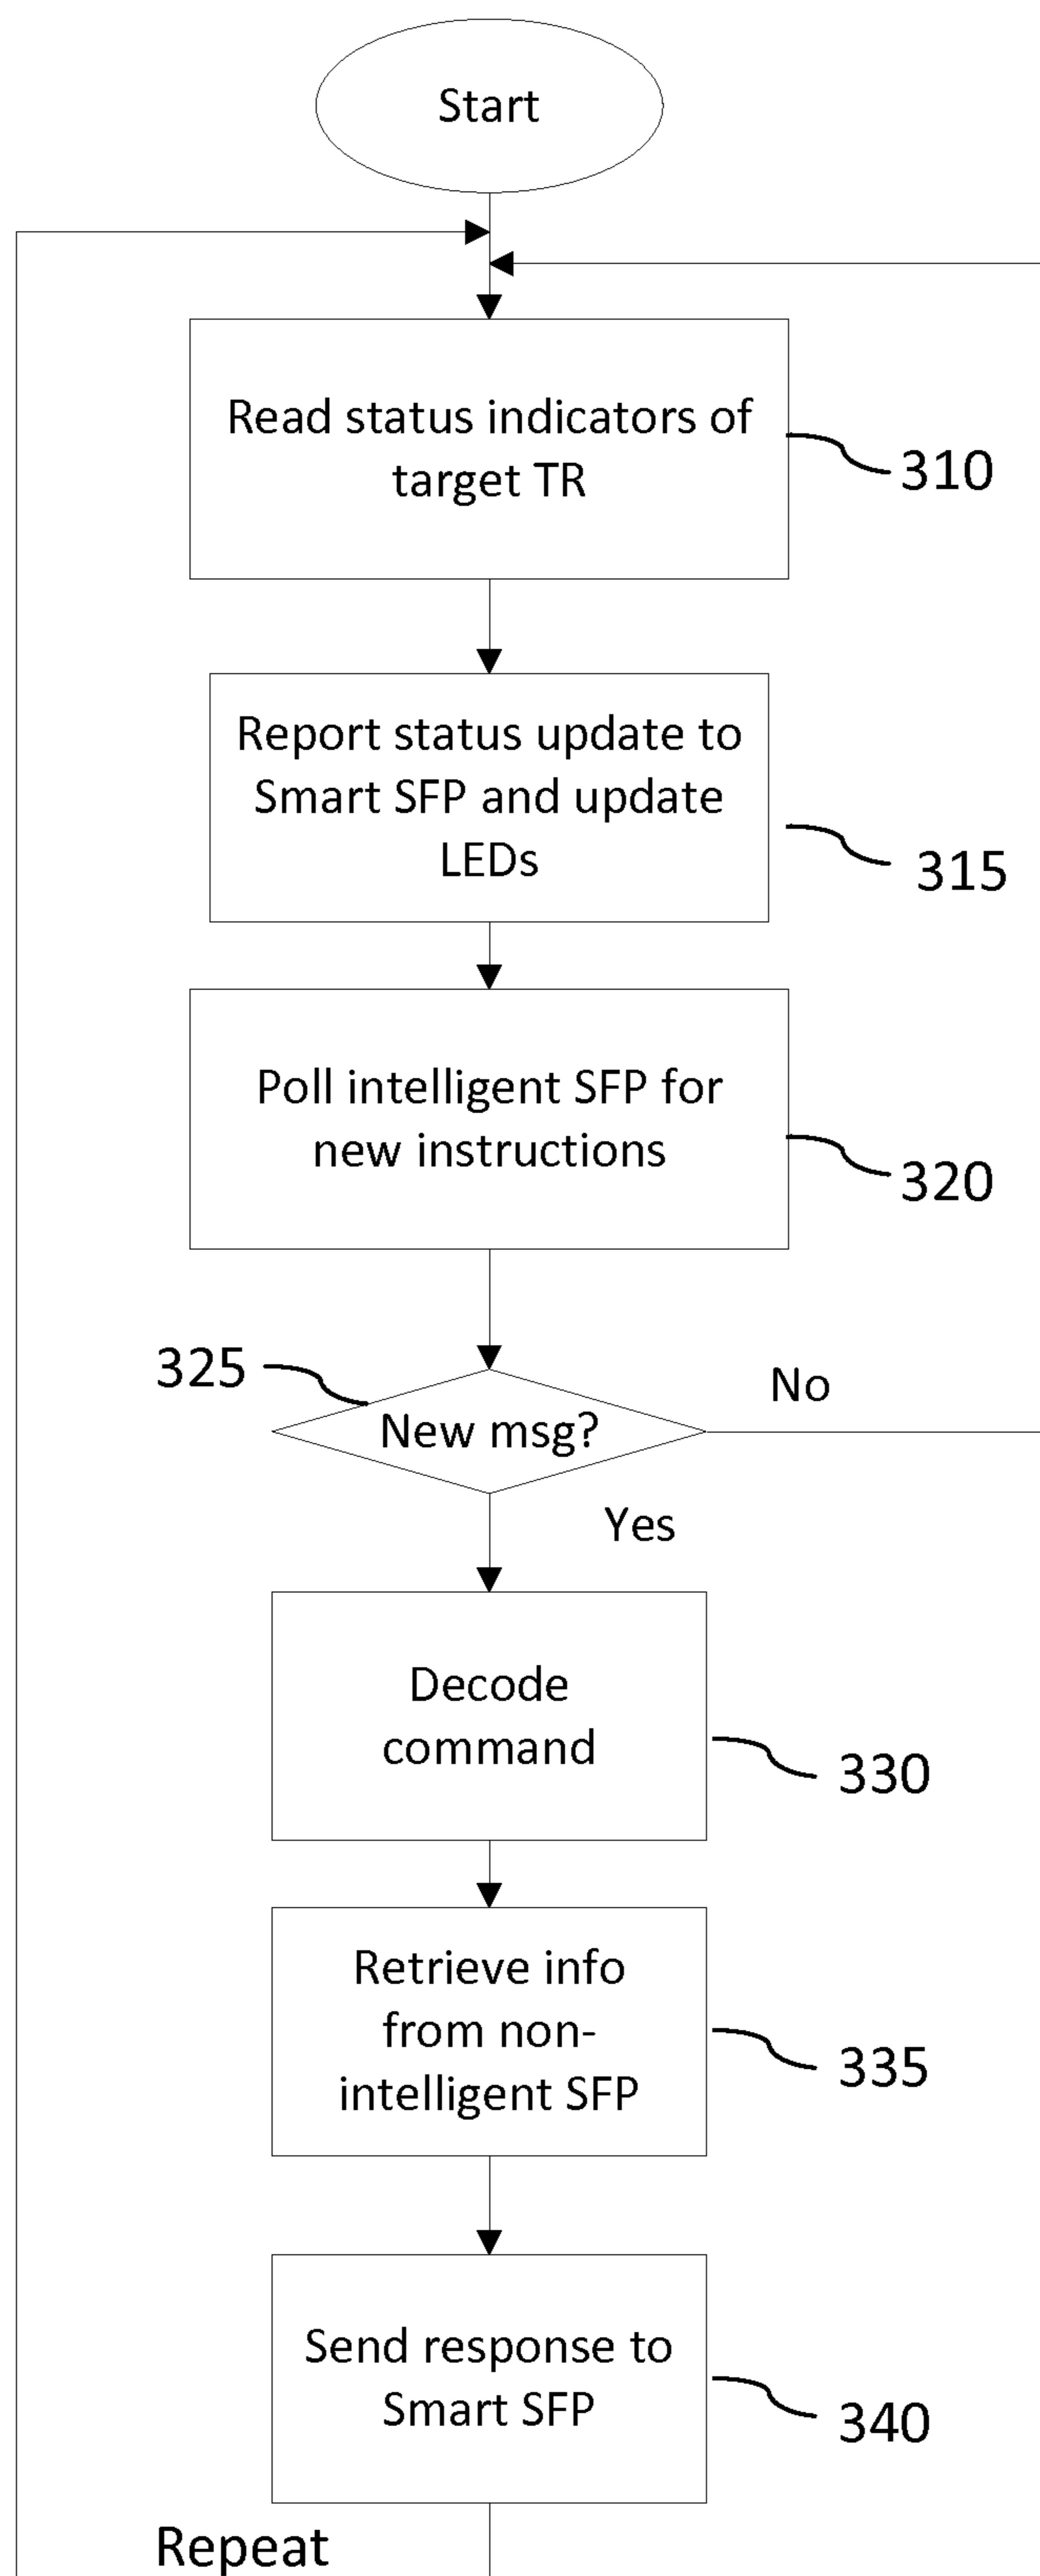 Start
Read status indicators of
target TR
310
Report status update to
Smart SFP and update
LEDs
315
Poll intelligent SFP for
new instructions
320
325
New msg?
No
Yes
Decode
command
330
Retrieve info
from non-
intelligent SFP
335
Send response to
Smart SFP
340
Repeat